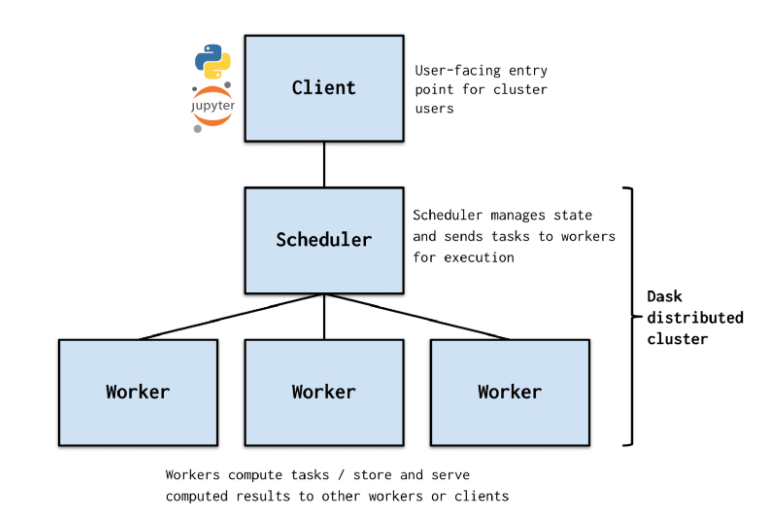 Client
User-facing entry
point for cluster
users
jupyter
Scheduler
Scheduler manages state
and sends tasks to workers
for execution
Dask
distributed
cluster
Worker
Worker
Worker
Workers compute tasks / store and serve
computed results to other workers or clients